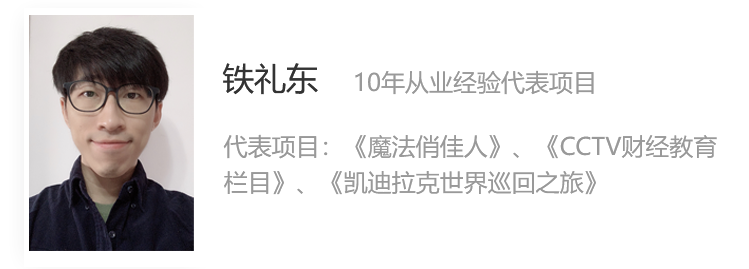 铁礼东 10年从业经验代表项目
代表项目：《魔法俏佳人》、《CCTV财经教育
栏目》、《凯迪拉克世界巡回之旅》